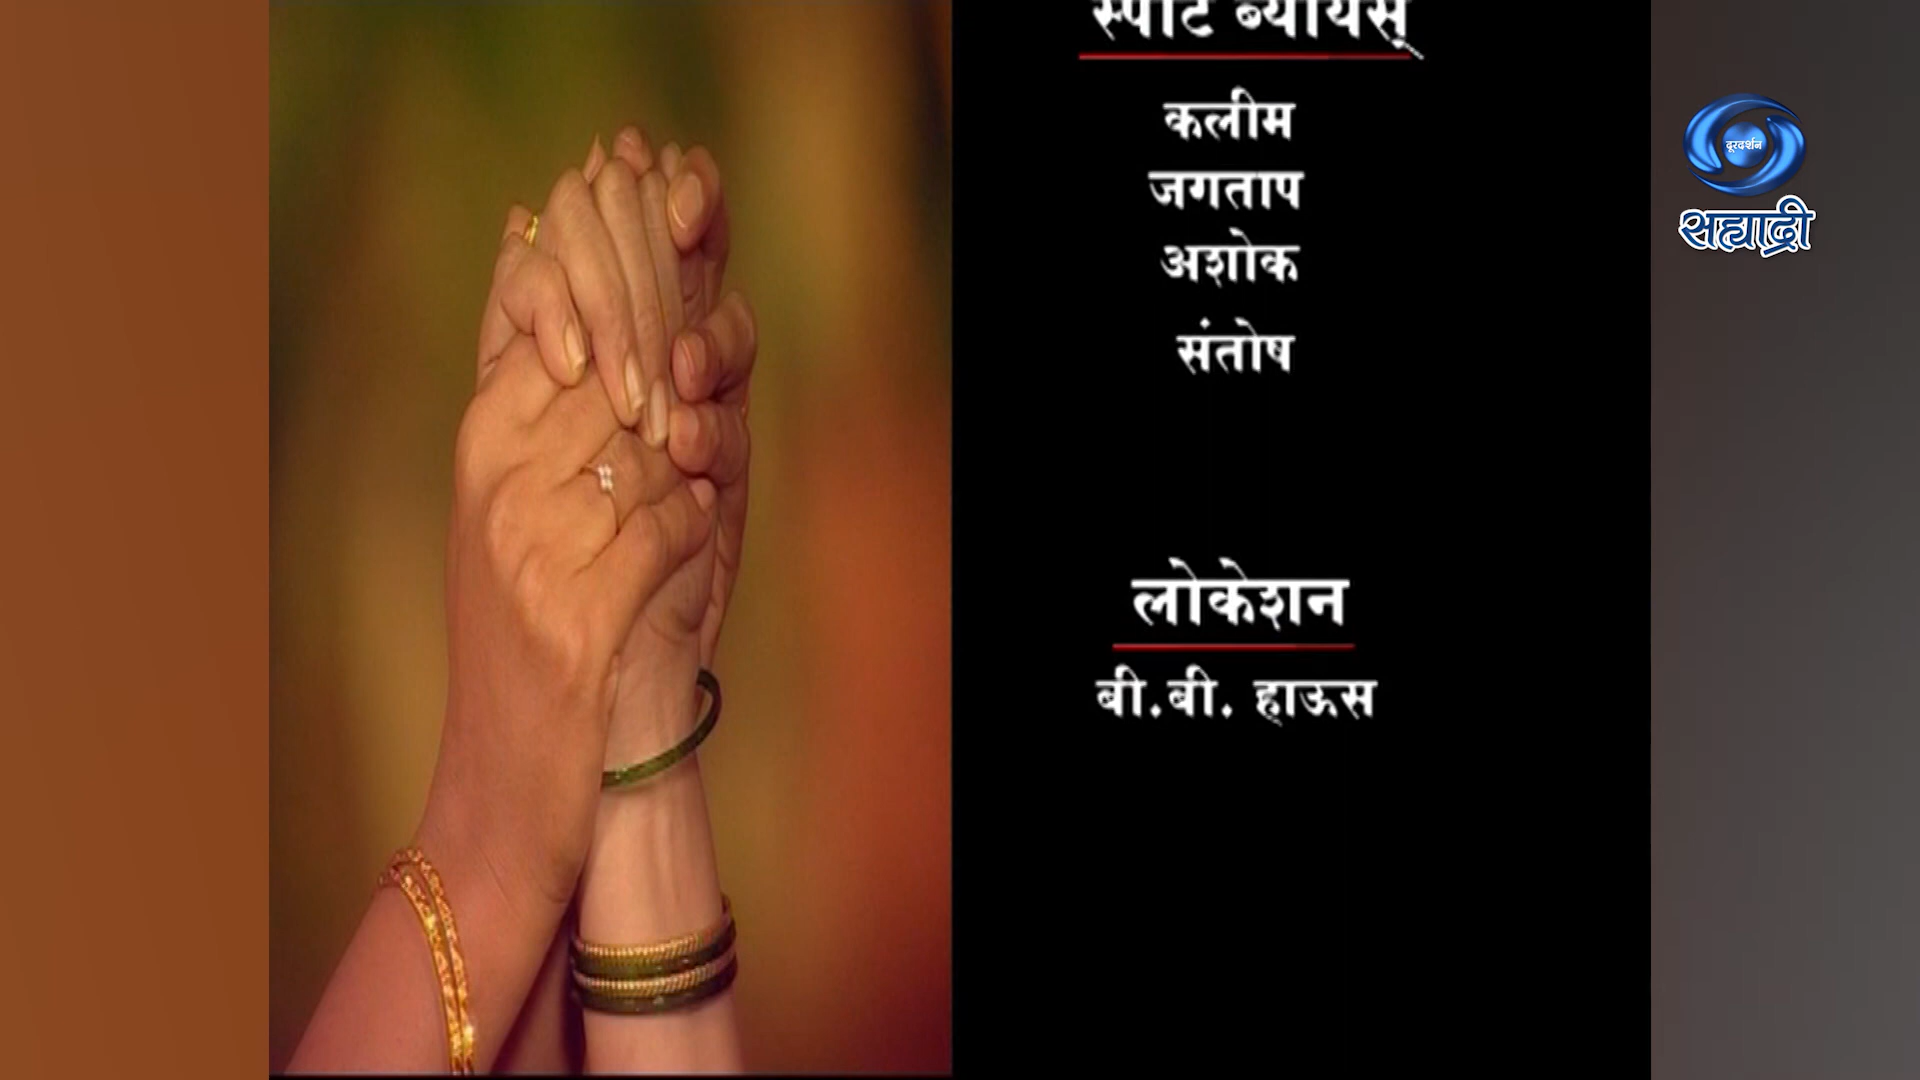 स्पॉट ब्यॉयस्
कलीम
जगताप
अशोक
संतोष
लोकेशन
बी.बी. हाऊस
दूरदर्शन
सह्याद्री